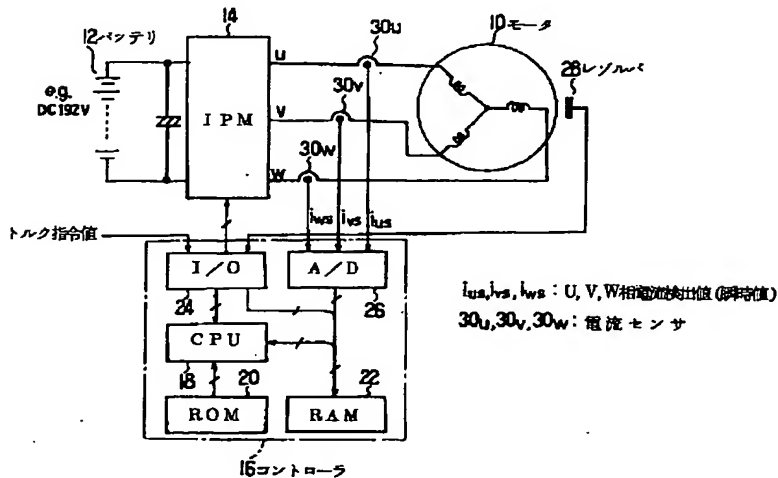 14
12バッテリ
e.g.
DC192V
IPM
U
30U
V
30V
W
30W
10モータ
28レゾルバ
iws
ivs
ius
トルク指令値
I/O
24
A/D
26
CPU
18
ROM
20
RAM
22
16コントローラ
ius,ivs,iws:U,V,W相電流検出値(瞬時値)
30U,30V,30W:電流センサ